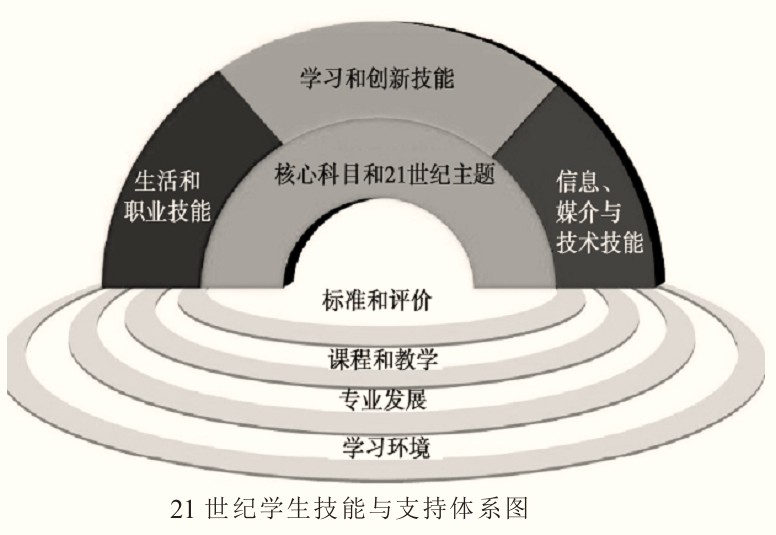 学习和创新技能
核心科目和21世纪主题
生活和
职业技能
信息、
媒介与
技术技能
标准和评价
课程和教学
专业发展
学习环境
21 世纪学生技能与支持体系图